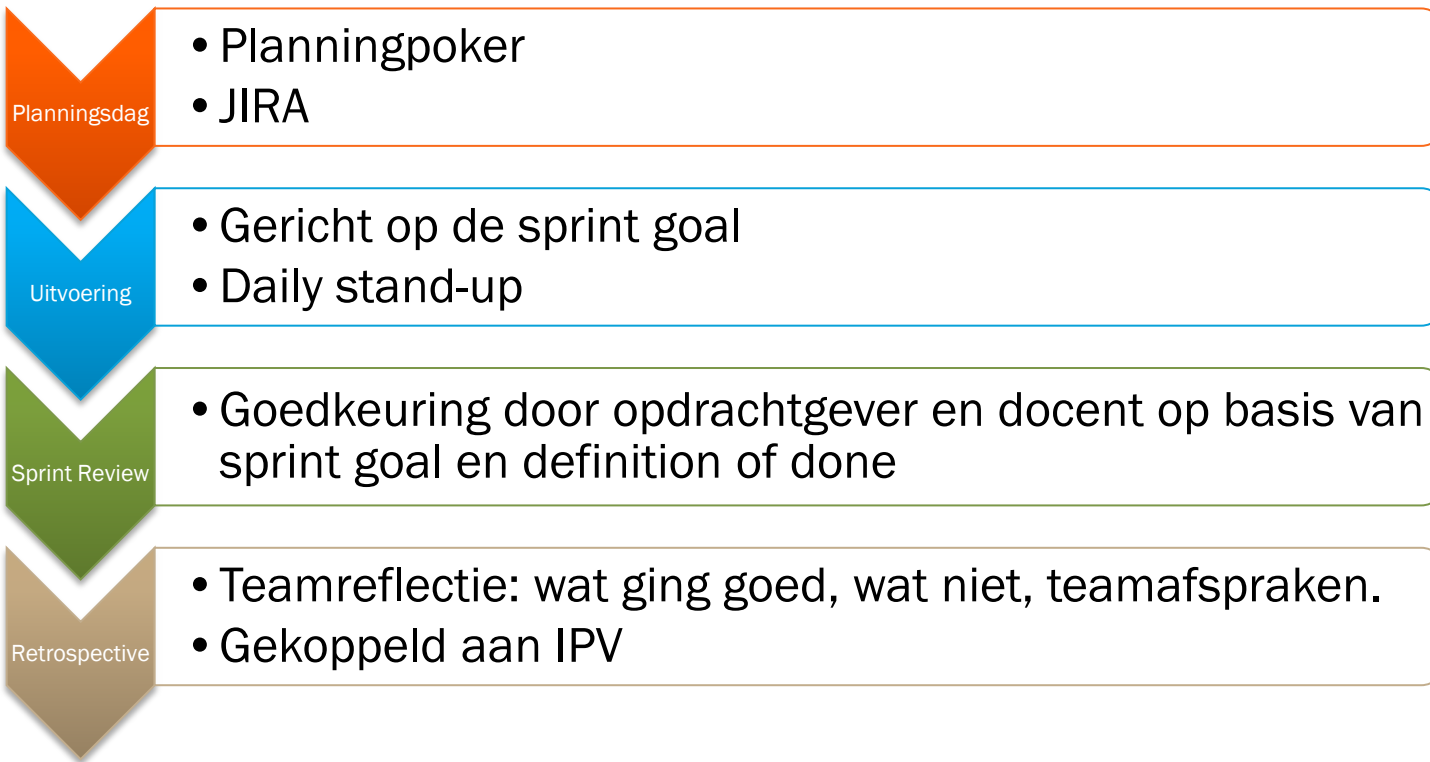 Planningsdag
• Planningpoker
• JIRA
Uitvoering
• Gericht op de sprint goal
• Daily stand-up
Sprint Review
• Goedkeuring door opdrachtgever en docent op basis van
sprint goal en definition of done
Retrospective
• Teamreflectie: wat ging goed, wat niet, teamafspraken.
• Gekoppeld aan IPV